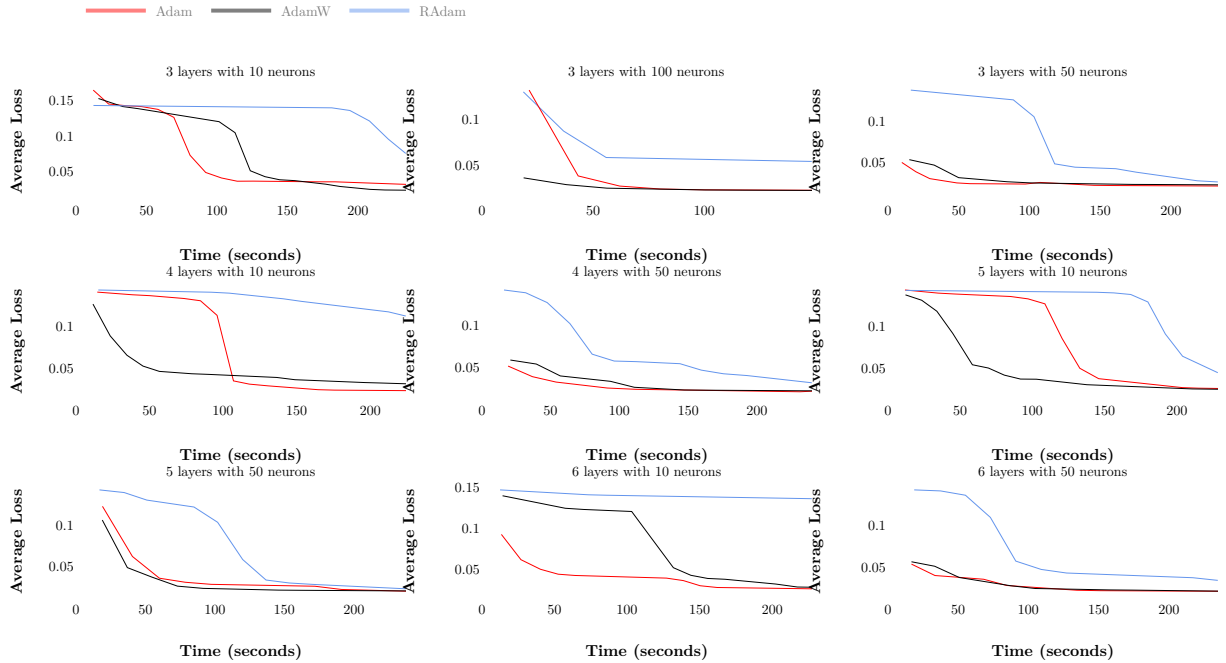 Adam AdamW RAdam
3 layers with 10 neurons
Average Loss
0.15
0.1
0.05
0 50 100 150 200
Time (seconds)
3 layers with 100 neurons
Average Loss
0.1
0.05
0 50 100
Time (seconds)
3 layers with 50 neurons
Average Loss
0.1
0.05
0 50 100 150 200
Time (seconds)
4 layers with 10 neurons
Average Loss
0.1
0.05
0 50 100 150 200
Time (seconds)
4 layers with 50 neurons
Average Loss
0.1
0.05
0 50 100 150 200
Time (seconds)
5 layers with 10 neurons
Average Loss
0.1
0.05
0 50 100 150 200
Time (seconds)
5 layers with 50 neurons
Average Loss
0.1
0.05
0 50 100 150 200
Time (seconds)
6 layers with 10 neurons
Average Loss
0.15
0.1
0.05
0 50 100 150 200
Time (seconds)
6 layers with 50 neurons
Average Loss
0.1
0.05
0 50 100 150 200
Time (seconds)